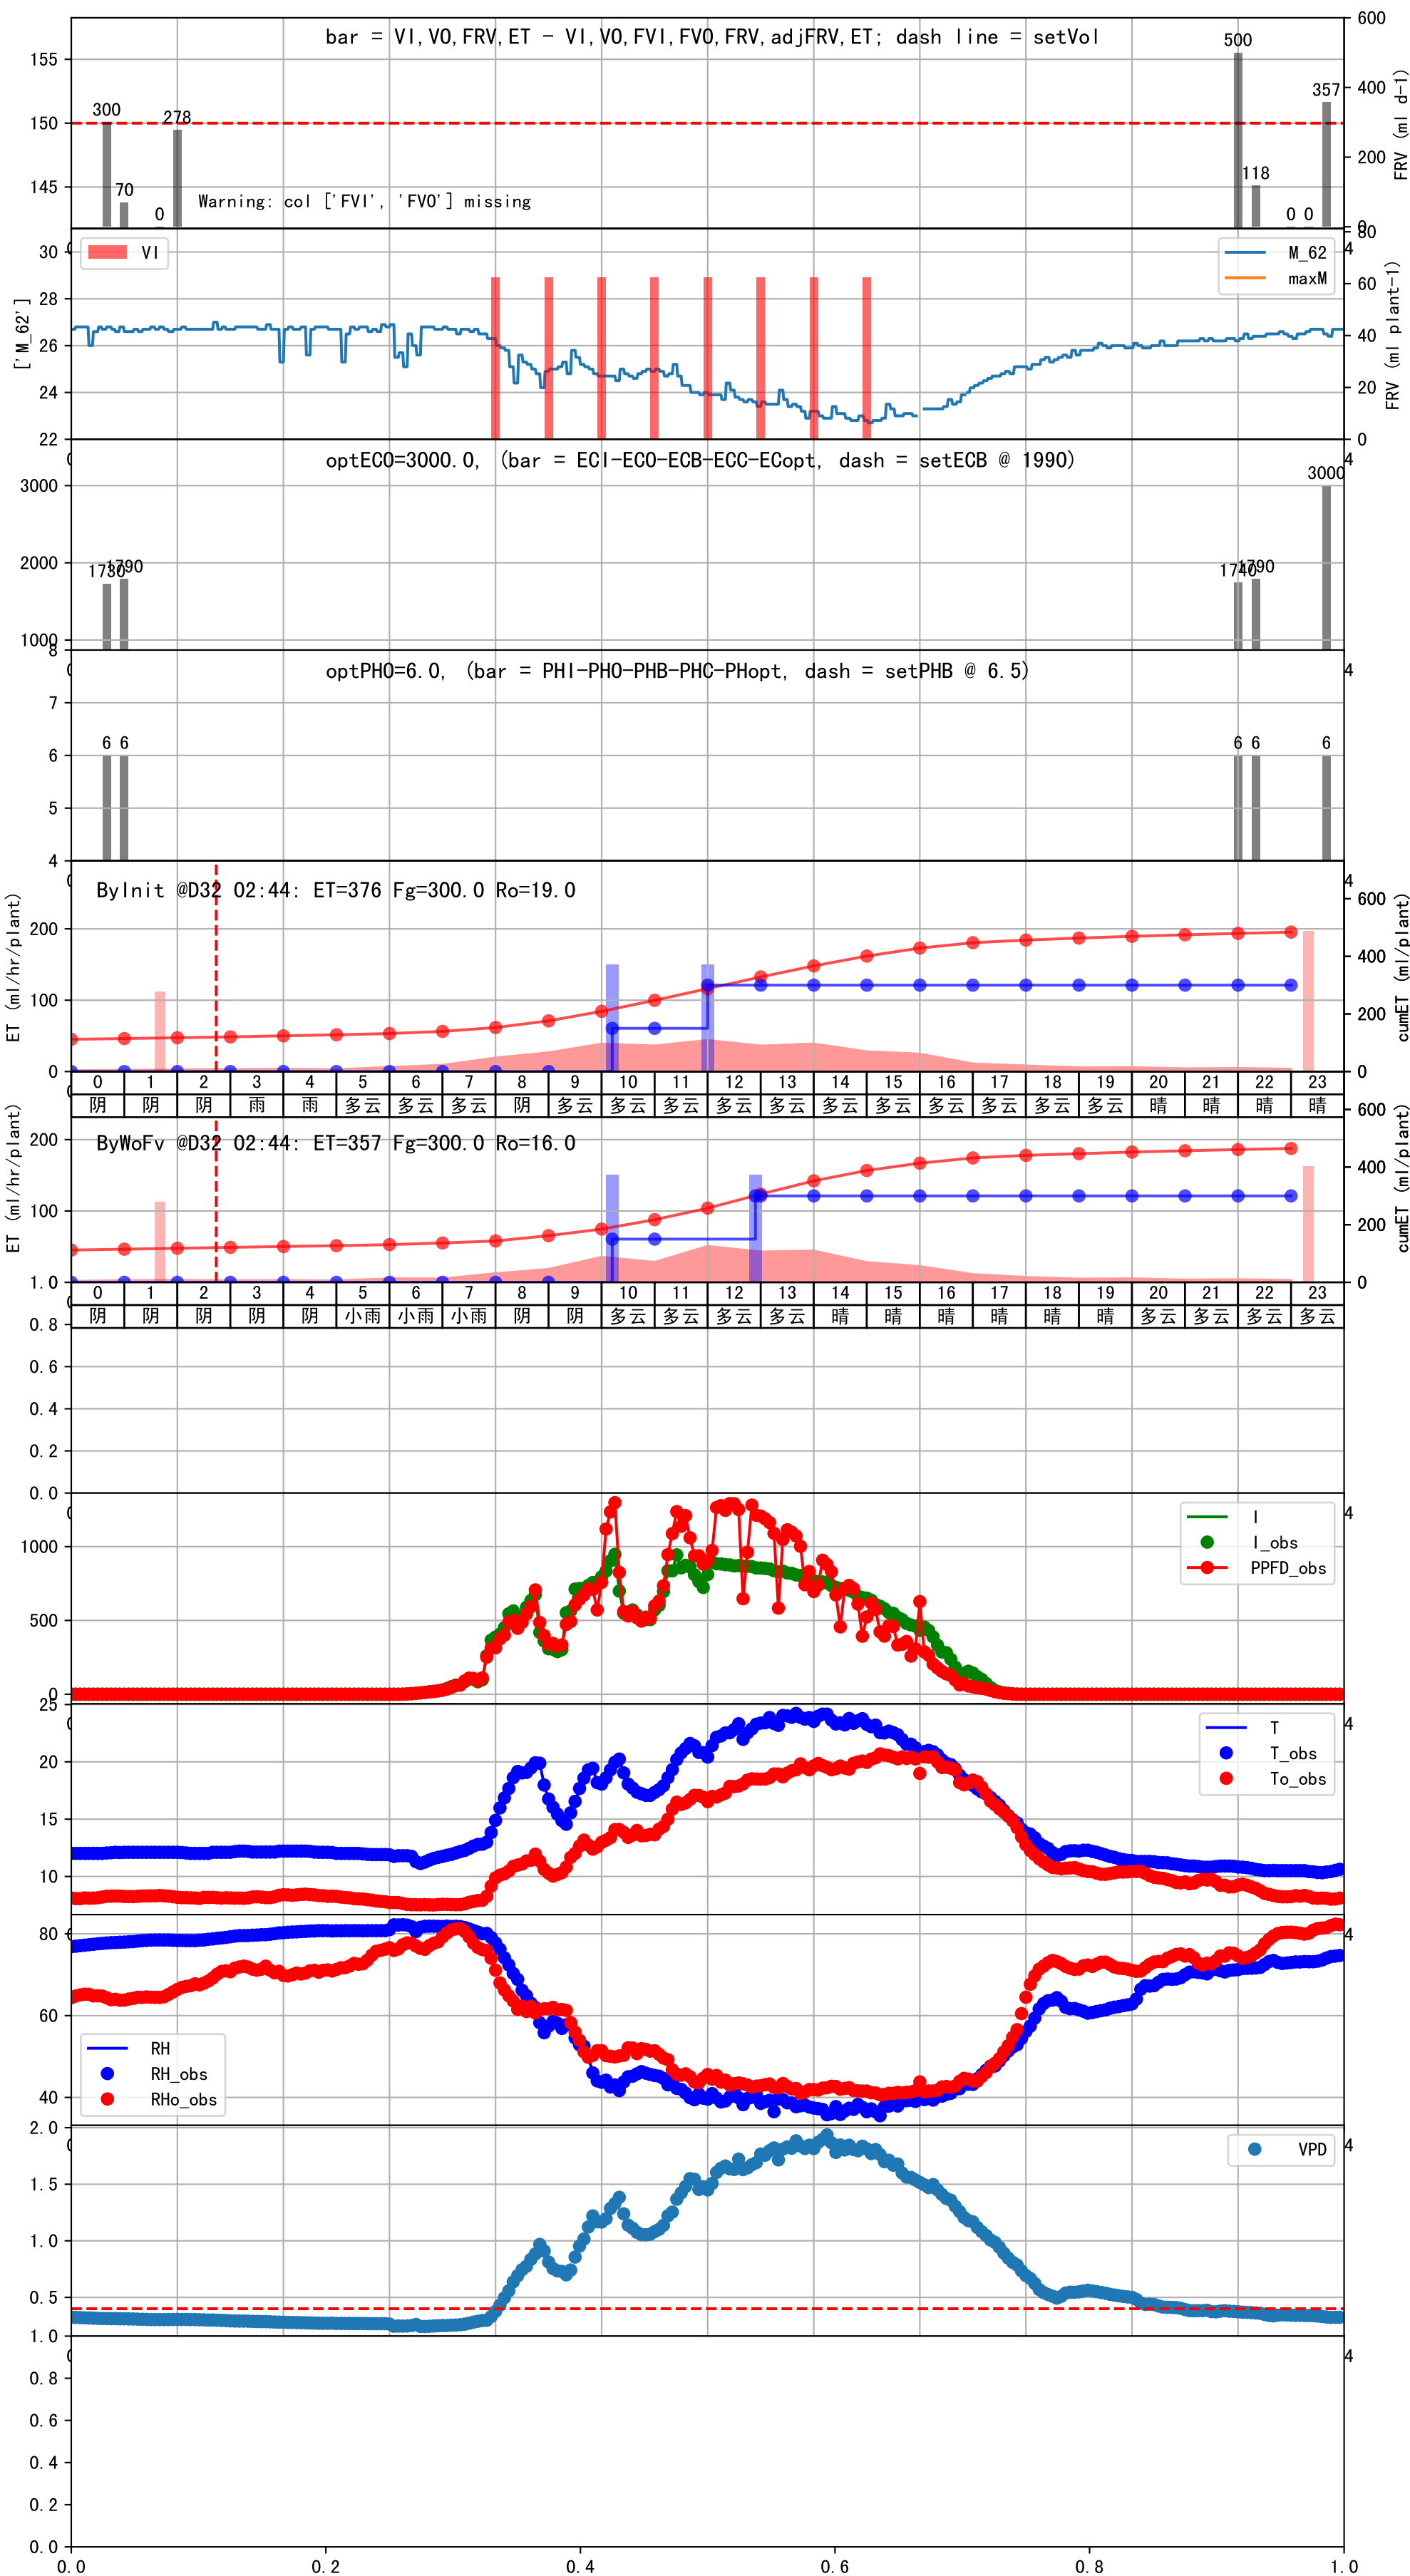 bar = VI,VO,FRV,ET - VI,VO,FVI,FVO,FRV,adjFRV,ET; dash line = setVol
155 150 145
600 400 200 0
FRV (ml d-1)
300 70 0 278 500 118 0 0 357
Warning: col ['FVI', 'FVO'] missing
VI
M_62
maxM
['M_62']
30 28 26 24 22
80 60 40 20 0
FRV (ml plant-1)
optECO=3000.0, (bar = ECI-ECO-ECB-ECC-ECopt, dash = setECB @ 1990)
3000 2000 1000
1730 1790 1740 1790 3000
optPHO=6.0, (bar = PHI-PHO-PHB-PHC-PHopt, dash = setPHB @ 6.5)
8 7 6 5 4
6 6 6 6 6
ByInit @D32 02:44: ET=376 Fg=300.0 Ro=19.0
ET (ml/hr/plant)
200 100 0
600 400 200 0
cumET (ml/plant)
0 1 2 3 4 5 6 7 8 9 10 11 12 13 14 15 16 17 18 19 20 21 22 23
阴 阴 阴 雨 雨 多云 多云 多云 阴 多云 多云 多云 多云 多云 多云 多云 多云 多云 多云 多云 晴 晴 晴 晴
ByWoFv @D32 02:44: ET=357 Fg=300.0 Ro=16.0
ET (ml/hr/plant)
200 100
600 400 200 0
cumET (ml/plant)
0 1 2 3 4 5 6 7 8 9 10 11 12 13 14 15 16 17 18 19 20 21 22 23
阴 阴 阴 阴 阴 小雨 小雨 小雨 阴 阴 多云 多云 多云 多云 晴 晴 晴 晴 晴 晴 多云 多云 多云 多云
1.0 0.8 0.6 0.4 0.2 0.0
I
I_obs
PPFD_obs
1000 500 0
T
T_obs
To_obs
25 20 15 10
RH
RH_obs
RHo_obs
80 60 40
VPD
2.0 1.5 1.0 0.5
1.0 0.8 0.6 0.4 0.2 0.0
0.0 0.2 0.4 0.6 0.8 1.0